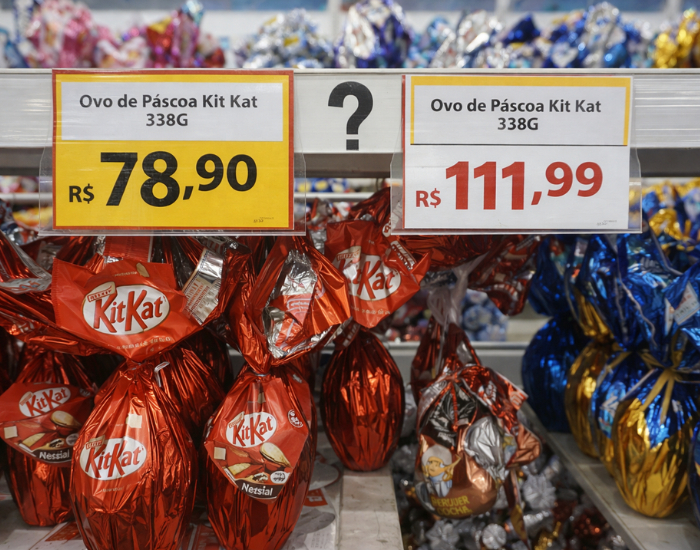 Ovo de Páscoa Kit Kat
338G
R$ 78,90
?
Ovo de Páscoa Kit Kat
338G
R$ 111,99
KitKat
KitKat
KitKat
KitKat
KitKat
Nestlé